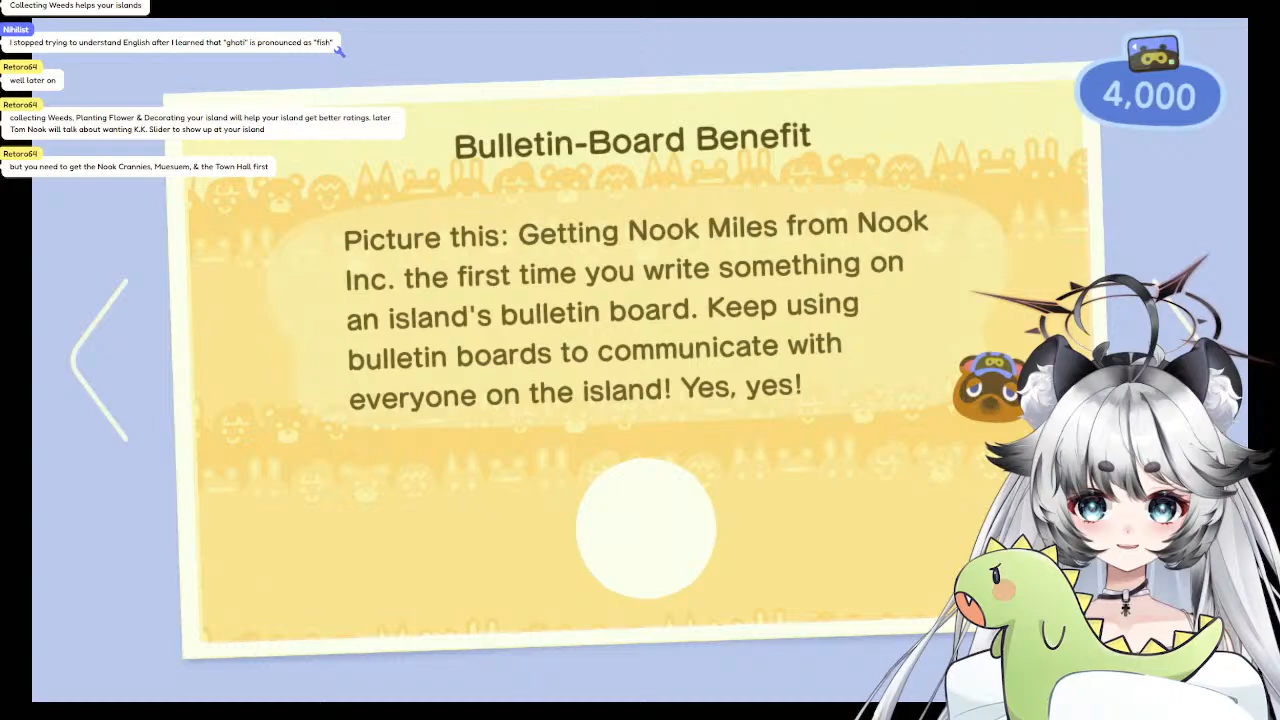 Collecting Weeds helps your islands
Nihilist
I stopped trying to understand English after I learned that "ghoti" is pronounced as "fish"
Retoro64
well later on
Retoro64
collecting Weeds, Planting Flower & Decorating your island will help your island get better ratings. later
Tom Nook will talk about wanting K.K. Slider to show up at your island
Retoro64
but you need to get the Nook Crannies, Muesuem, & the Town Hall first
4,000
Bulletin-Board Benefit
Picture this: Getting Nook Miles from Nook
Inc. the first time you write something on
an island's bulletin board. Keep using
bulletin boards to communicate with
everyone on the island! Yes, yes!